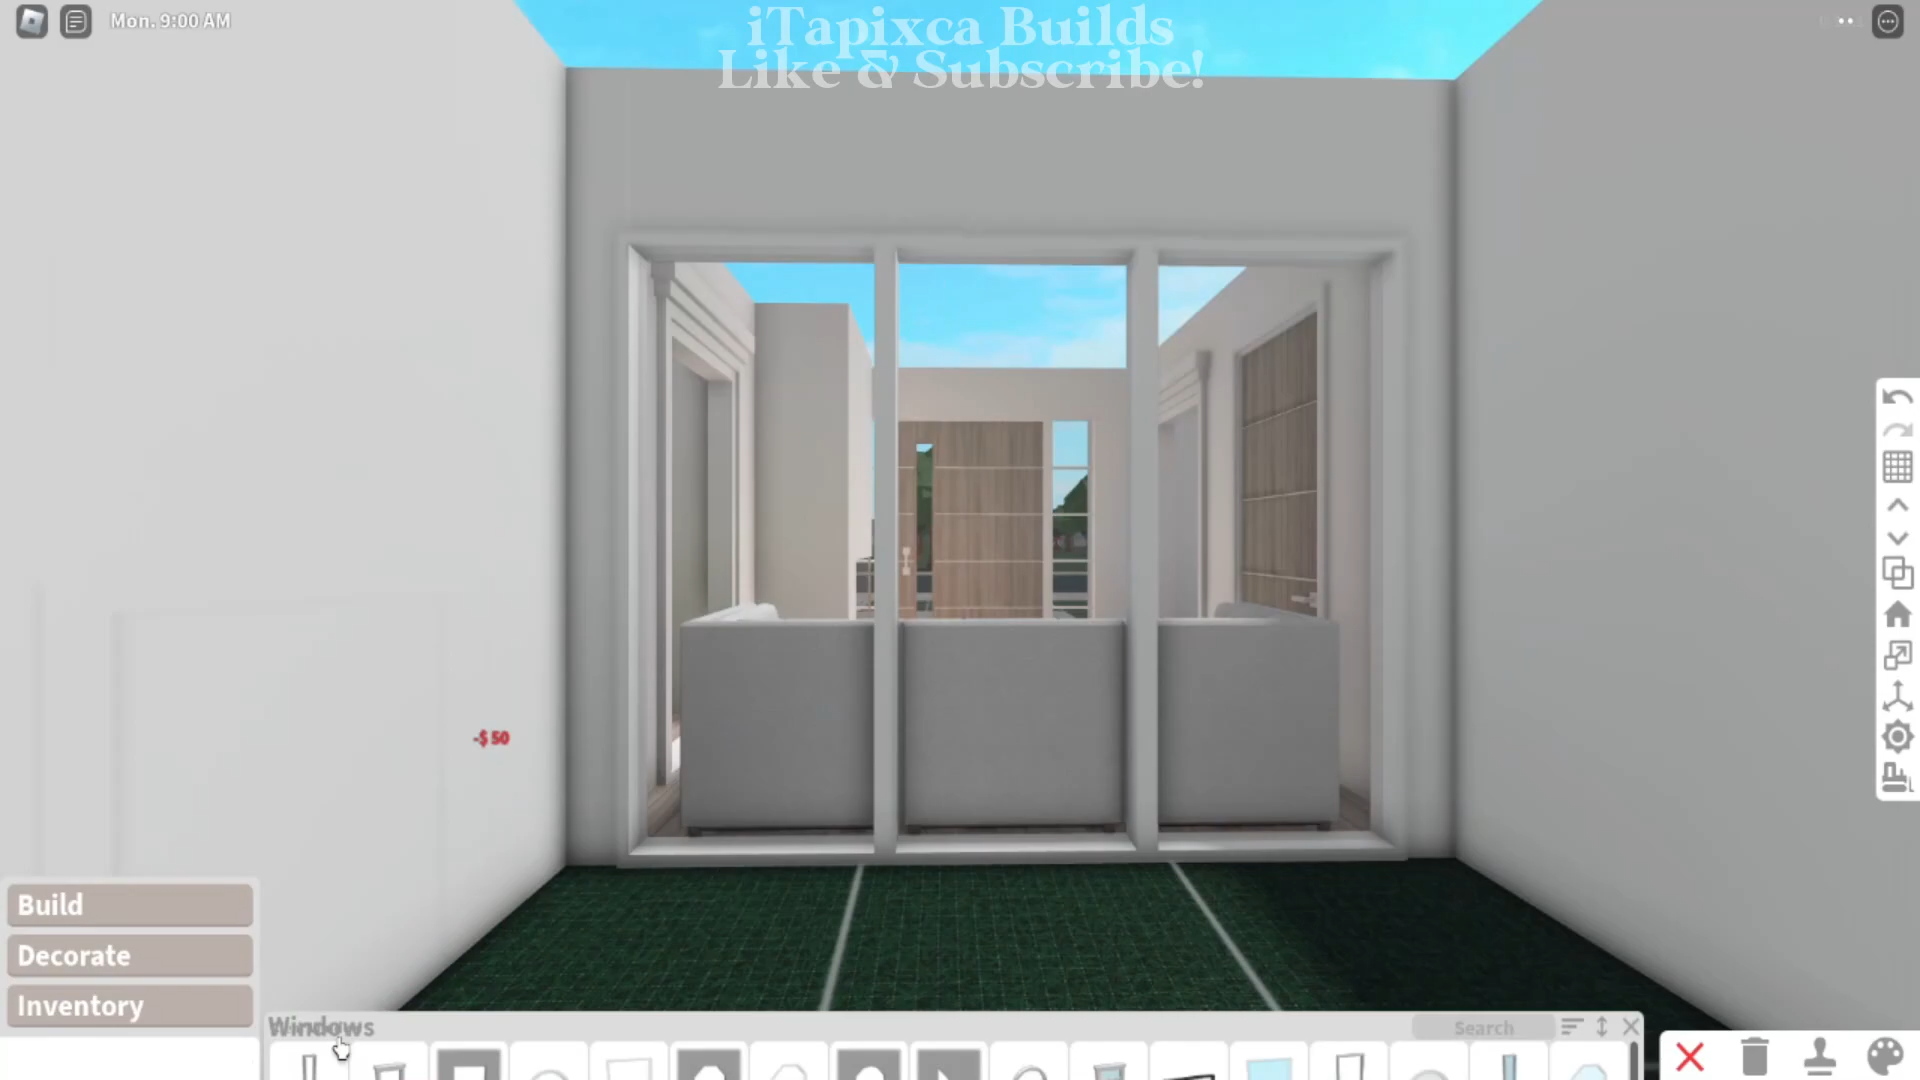 Mon. 9:00 AM
iTapixca Builds
Like & Subscribe!
-$ 50
Build
Decorate
Inventory
Windows
Search